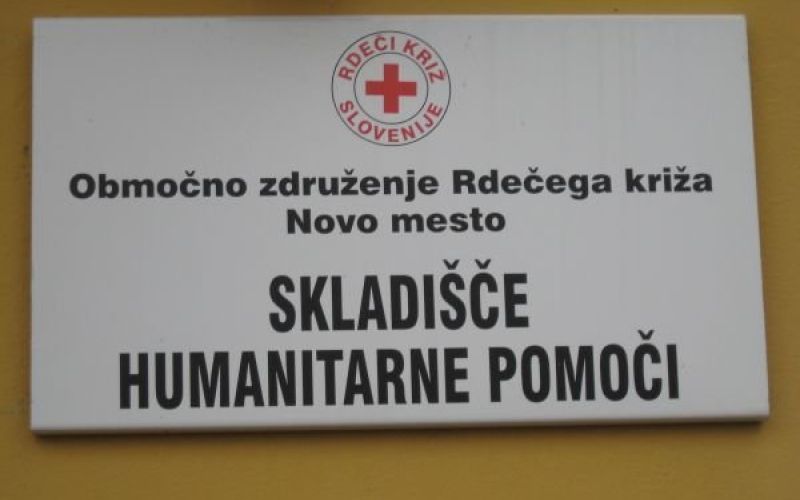 RDEČI KRIŽ
SLOVENIJE
Območno združenje Rdečega križa
Novo mesto
SKLADIŠČE
HUMANITARNE POMOČI